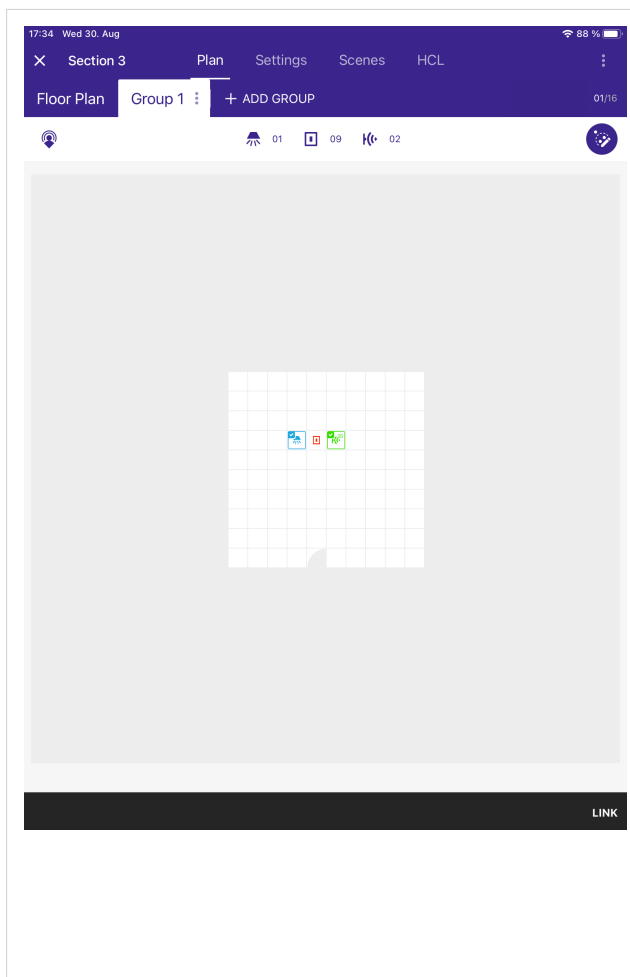 17:34 Wed 30. Aug 88 %
Section 3 Plan Settings Scenes HCL
Floor Plan Group 1 + ADD GROUP 01/16
01 09 02
LINK